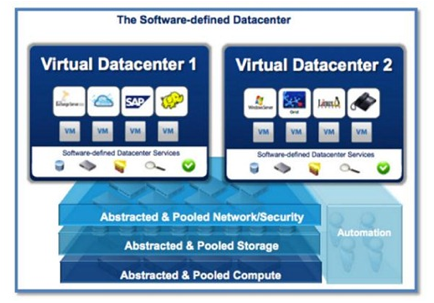 The Software-defined Datacenter
Virtual Datacenter 1
SAP
VM VM VM VM
Software-defined Datacenter Services
Virtual Datacenter 2
Linux
VM VM VM VM
Software-defined Datacenter Services
Abstracted & Pooled Network/Security
Abstracted & Pooled Storage
Abstracted & Pooled Compute
Automation